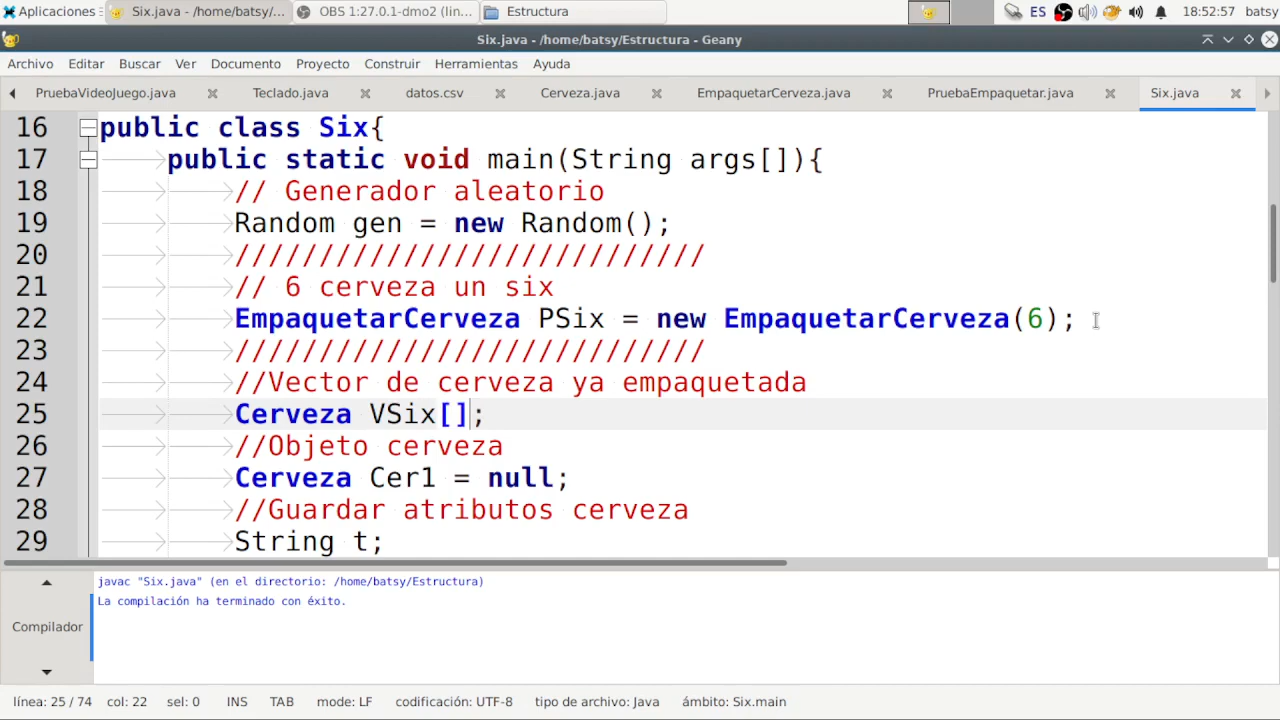 Aplicaciones Six.java - /home/batsy/... OBS 1:27.0.1-dmo2 (lin... Estructura ES 18:52:57 batsy
Six.java - /home/batsy/Estructura - Geany
Archivo Editar Buscar Ver Documento Proyecto Construir Herramientas Ayuda
PruebaVideoJuego.java Teclado.java datos.csv Cerveza.java EmpaquetarCerveza.java PruebaEmpaquetar.java Six.java
16 public class Six{
17 public static void main(String args[]){
18 // Generador aleatorio
19 Random gen = new Random();
20 ////////////////////////////
21 // 6 cerveza un six
22 EmpaquetarCerveza PSix = new EmpaquetarCerveza(6);
23 ////////////////////////////
24 //Vector de cerveza ya empaquetada
25 Cerveza VSix[];
26 //Objeto cerveza
27 Cerveza Cer1 = null;
28 //Guardar atributos cerveza
29 String t;
javac "Six.java" (en el directorio: /home/batsy/Estructura)
La compilación ha terminado con éxito.
Compilador
línea: 25 / 74 col: 22 sel: 0 INS TAB mode: LF codificación: UTF-8 tipo de archivo: Java ámbito: Six.main